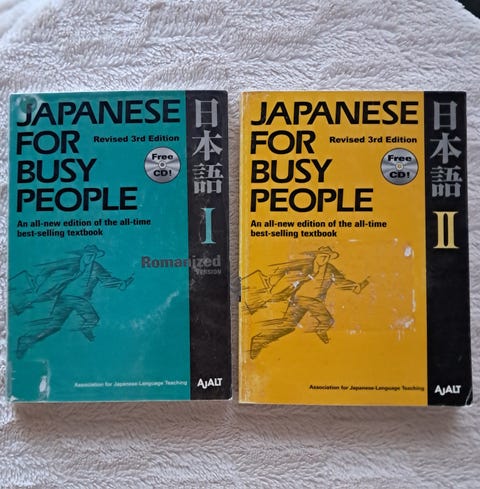 JAPANESE
FOR
Revised 3rd Edition
BUSY
Free
CD!
PEOPLE
An all-new edition of the all-time
best-selling textbook
Romanized
VERSION
Association for Japanese-Language Teaching
日本語
I
AJALT
JAPANESE
FOR
Revised 3rd Edition
BUSY
Free
CD!
PEOPLE
An all-new edition of the all-time
best-selling textbook
Association for Japanese-Language Teaching
日本語
II
AJALT